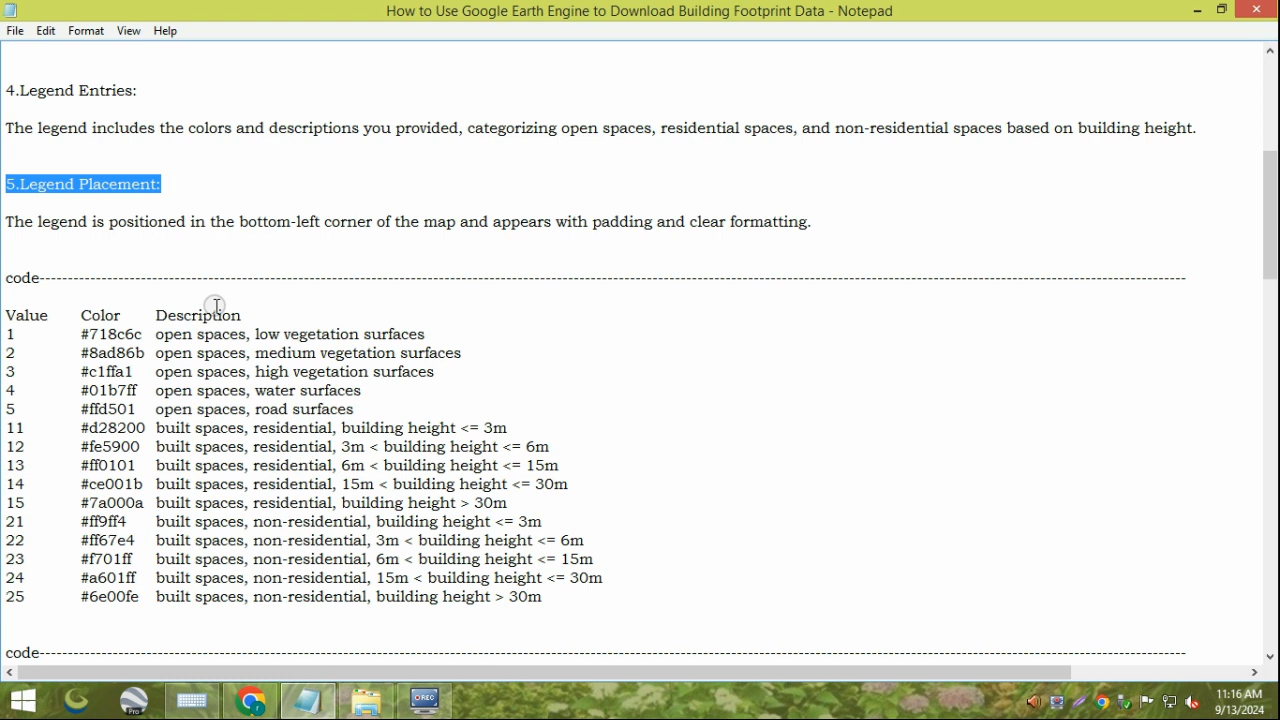 How to Use Google Earth Engine to Download Building Footprint Data - Notepad
File Edit Format View Help
4.Legend Entries:
The legend includes the colors and descriptions you provided, categorizing open spaces, residential spaces, and non-residential spaces based on building height.
5.Legend Placement:
The legend is positioned in the bottom-left corner of the map and appears with padding and clear formatting.
code--------------------------------------------------------------------------------------------------------------------------------------------------------------------
Value Color Description
1 #718c6c open spaces, low vegetation surfaces
2 #8ad86b open spaces, medium vegetation surfaces
3 #c1ffa1 open spaces, high vegetation surfaces
4 #01b7ff open spaces, water surfaces
5 #ffd501 open spaces, road surfaces
11 #d28200 built spaces, residential, building height <= 3m
12 #fe5900 built spaces, residential, 3m < building height <= 6m
13 #ff0101 built spaces, residential, 6m < building height <= 15m
14 #ce001b built spaces, residential, 15m < building height <= 30m
15 #7a000a built spaces, residential, building height > 30m
21 #ff9ff4 built spaces, non-residential, building height <= 3m
22 #ff67e4 built spaces, non-residential, 3m < building height <= 6m
23 #f701ff built spaces, non-residential, 6m < building height <= 15m
24 #a601ff built spaces, non-residential, 15m < building height <= 30m
25 #6e00fe built spaces, non-residential, building height > 30m
code--------------------------------------------------------------------------------------------------------------------------------------------------------------------
Pro
REC
11:16 AM
9/13/2024